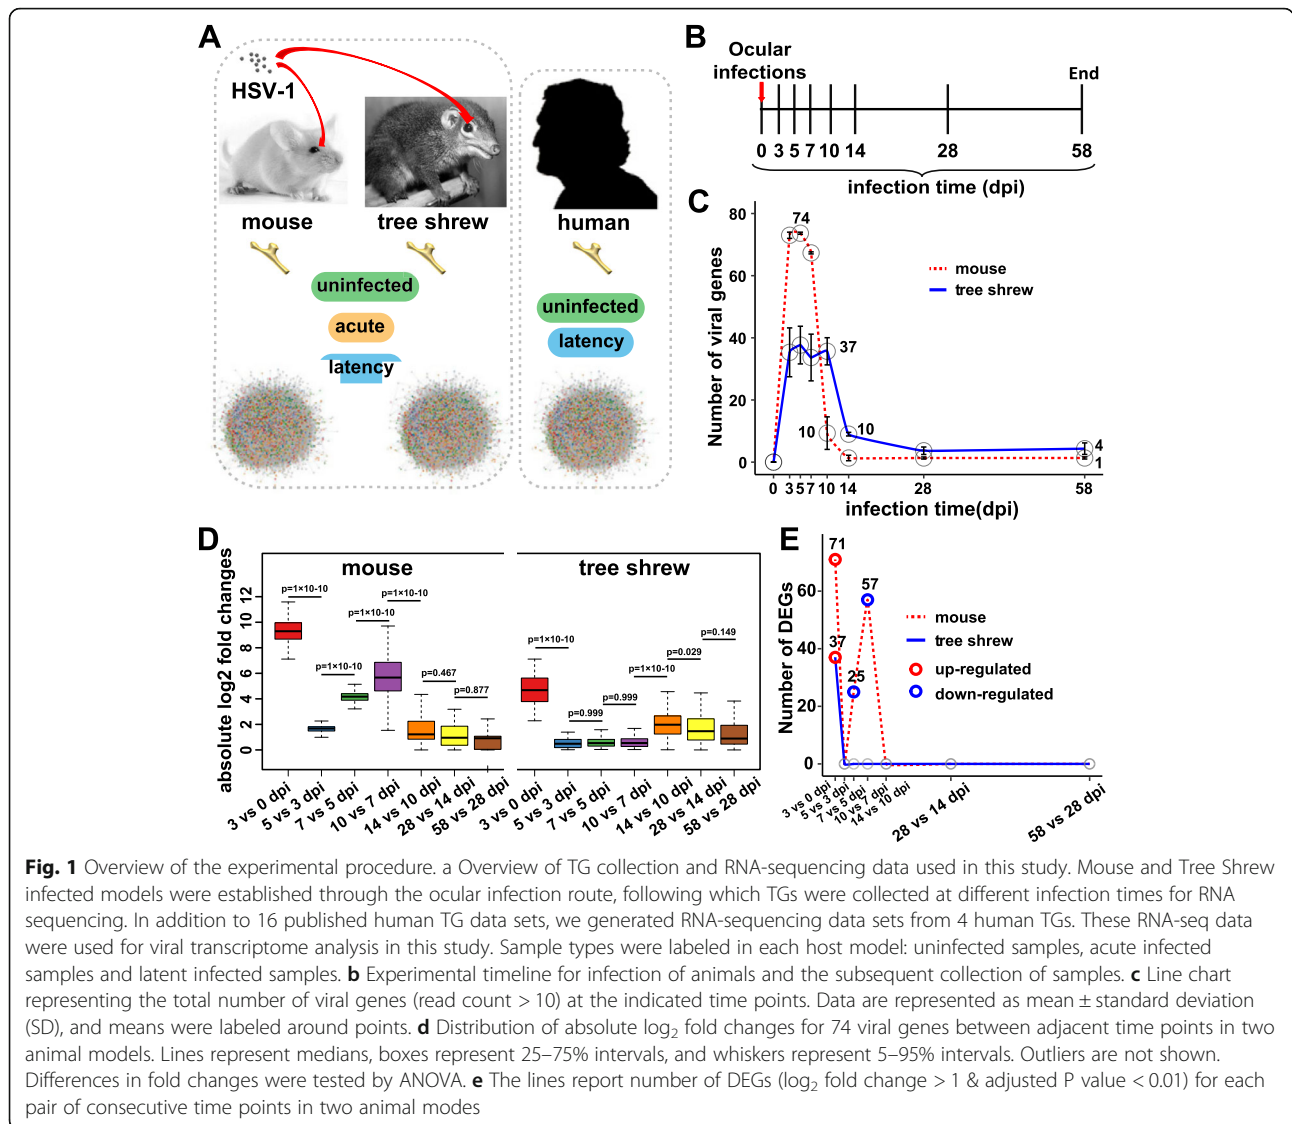 A
HSV-1
mouse
tree shrew
human
uninfected
acute
latency
uninfected
latency
B
Ocular
infections
End
0 3 5 7 10 14 28 58
infection time (dpi)
C
Number of viral genes
80
60
40
20
0
74
37
10
10
4
1
mouse
tree shrew
0 3 5 7 10 14 28 58
infection time(dpi)
D
absolute log2 fold changes
12
10
8
6
4
2
0
mouse
p=1×10-10
p=1×10-10
p=1×10-10
p=1×10-10
p=0.467
p=0.877
3 vs 0 dpi
5 vs 3 dpi
7 vs 5 dpi
10 vs 7 dpi
14 vs 10 dpi
28 vs 14 dpi
58 vs 28 dpi
tree shrew
p=1×10-10
p=0.999
p=0.999
p=1×10-10
p=0.029
p=0.149
3 vs 0 dpi
5 vs 3 dpi
7 vs 5 dpi
10 vs 7 dpi
14 vs 10 dpi
28 vs 14 dpi
58 vs 28 dpi
E
Number of DEGs
60
40
20
0
71
37
25
57
mouse
tree shrew
up-regulated
down-regulated
3 vs 0 dpi
5 vs 3 dpi
7 vs 5 dpi
10 vs 7 dpi
14 vs 10 dpi
28 vs 14 dpi
58 vs 28 dpi
Fig. 1 Overview of the experimental procedure. a Overview of TG collection and RNA-sequencing data used in this study. Mouse and Tree Shrew
infected models were established through the ocular infection route, following which TGs were collected at different infection times for RNA
sequencing. In addition to 16 published human TG data sets, we generated RNA-sequencing data sets from 4 human TGs. These RNA-seq data
were used for viral transcriptome analysis in this study. Sample types were labeled in each host model: uninfected samples, acute infected
samples and latent infected samples. b Experimental timeline for infection of animals and the subsequent collection of samples. c Line chart
representing the total number of viral genes (read count > 10) at the indicated time points. Data are represented as mean ± standard deviation
(SD), and means were labeled around points. d Distribution of absolute log2 fold changes for 74 viral genes between adjacent time points in two
animal models. Lines represent medians, boxes represent 25–75% intervals, and whiskers represent 5–95% intervals. Outliers are not shown.
Differences in fold changes were tested by ANOVA. e The lines report number of DEGs (log2 fold change > 1 & adjusted P value < 0.01) for each
pair of consecutive time points in two animal modes